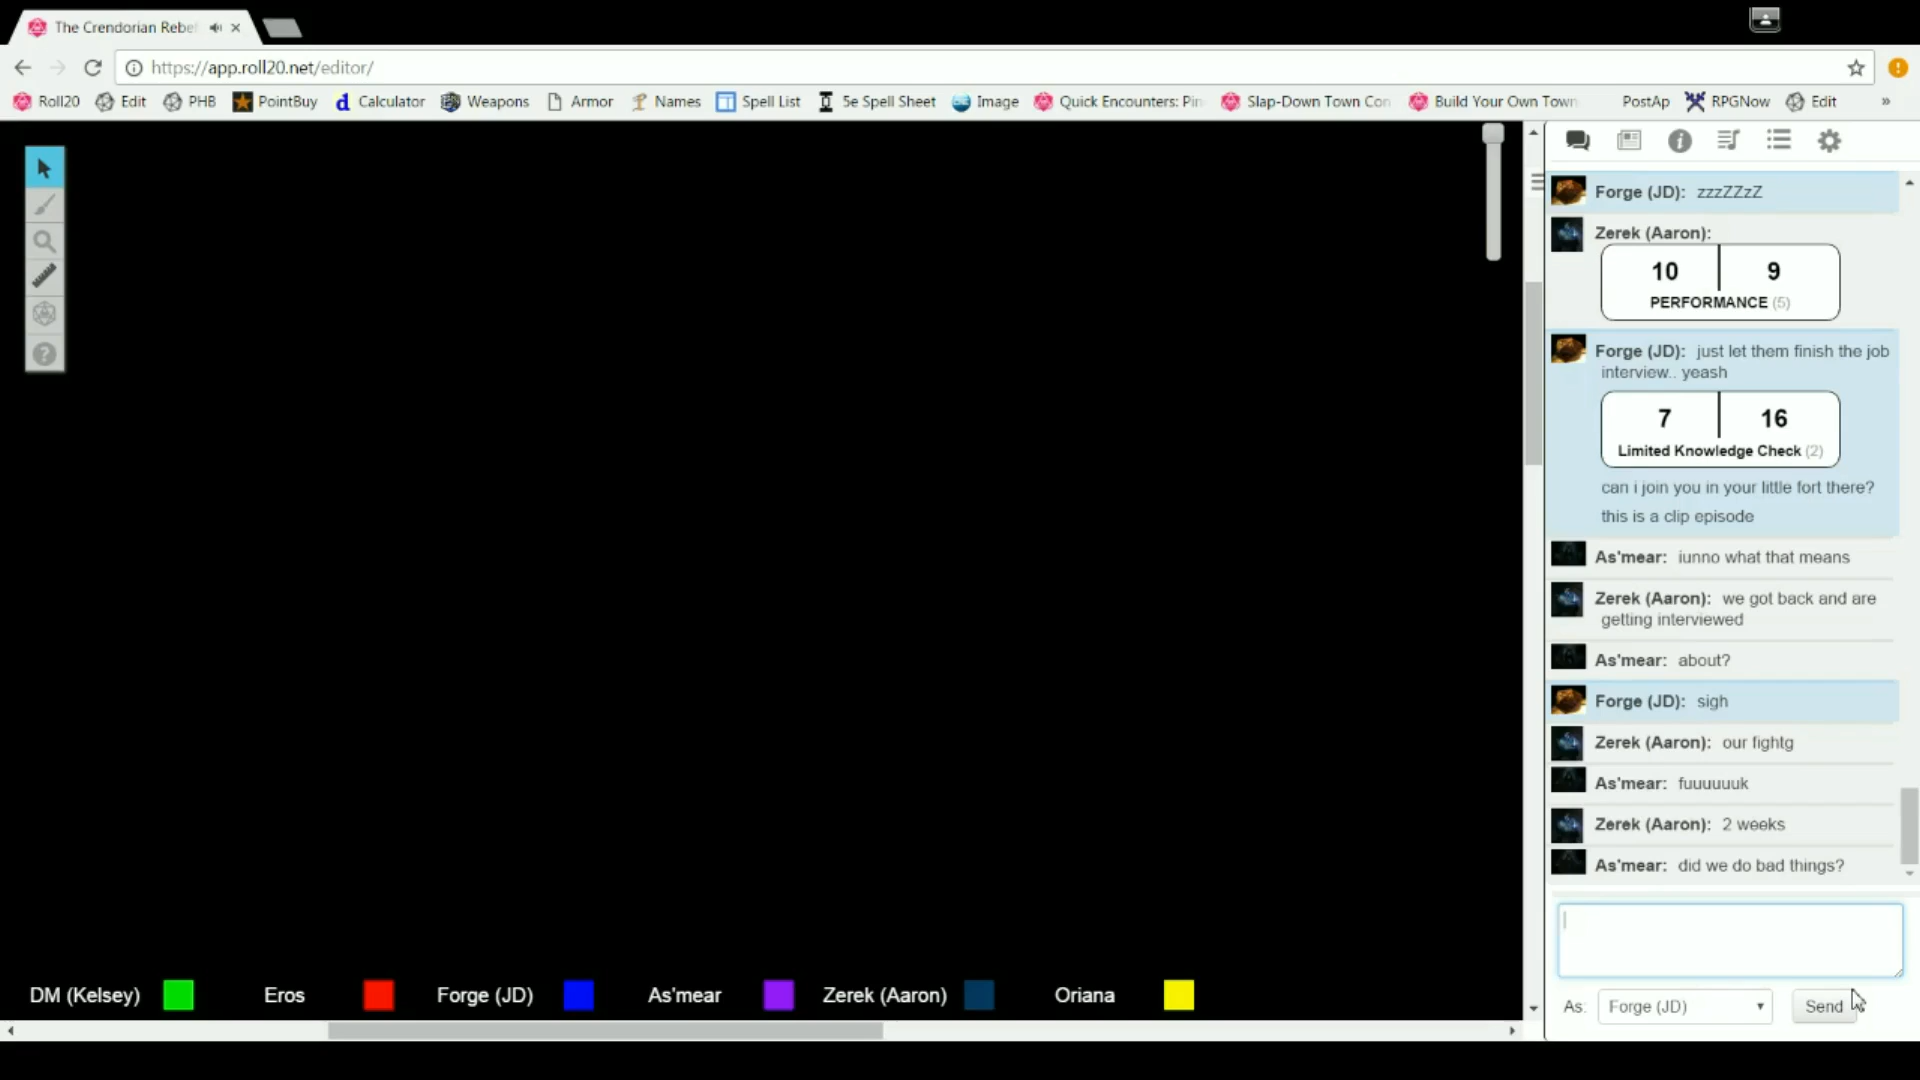 The Crendorian Rebe
https://app.roll20.net/editor/
Roll20 Edit PHB PointBuy Calculator Weapons Armor Names Spell List 5e Spell Sheet Image Quick Encounters: Pin Slap-Down Town Con Build Your Own Town PostAp RPGNow Edit »
Forge (JD): zzzZZzZ
Zerek (Aaron):
10 9
PERFORMANCE (5)
Forge (JD): just let them finish the job
interview.. yeash
7 16
Limited Knowledge Check (2)
can i join you in your little fort there?
this is a clip episode
As'mear: iunno what that means
Zerek (Aaron): we got back and are
getting interviewed
As'mear: about?
Forge (JD): sigh
Zerek (Aaron): our fightg
As'mear: fuuuuuuk
Zerek (Aaron): 2 weeks
As'mear: did we do bad things?
As: Forge (JD) Send
DM (Kelsey) Eros Forge (JD) As'mear Zerek (Aaron) Oriana